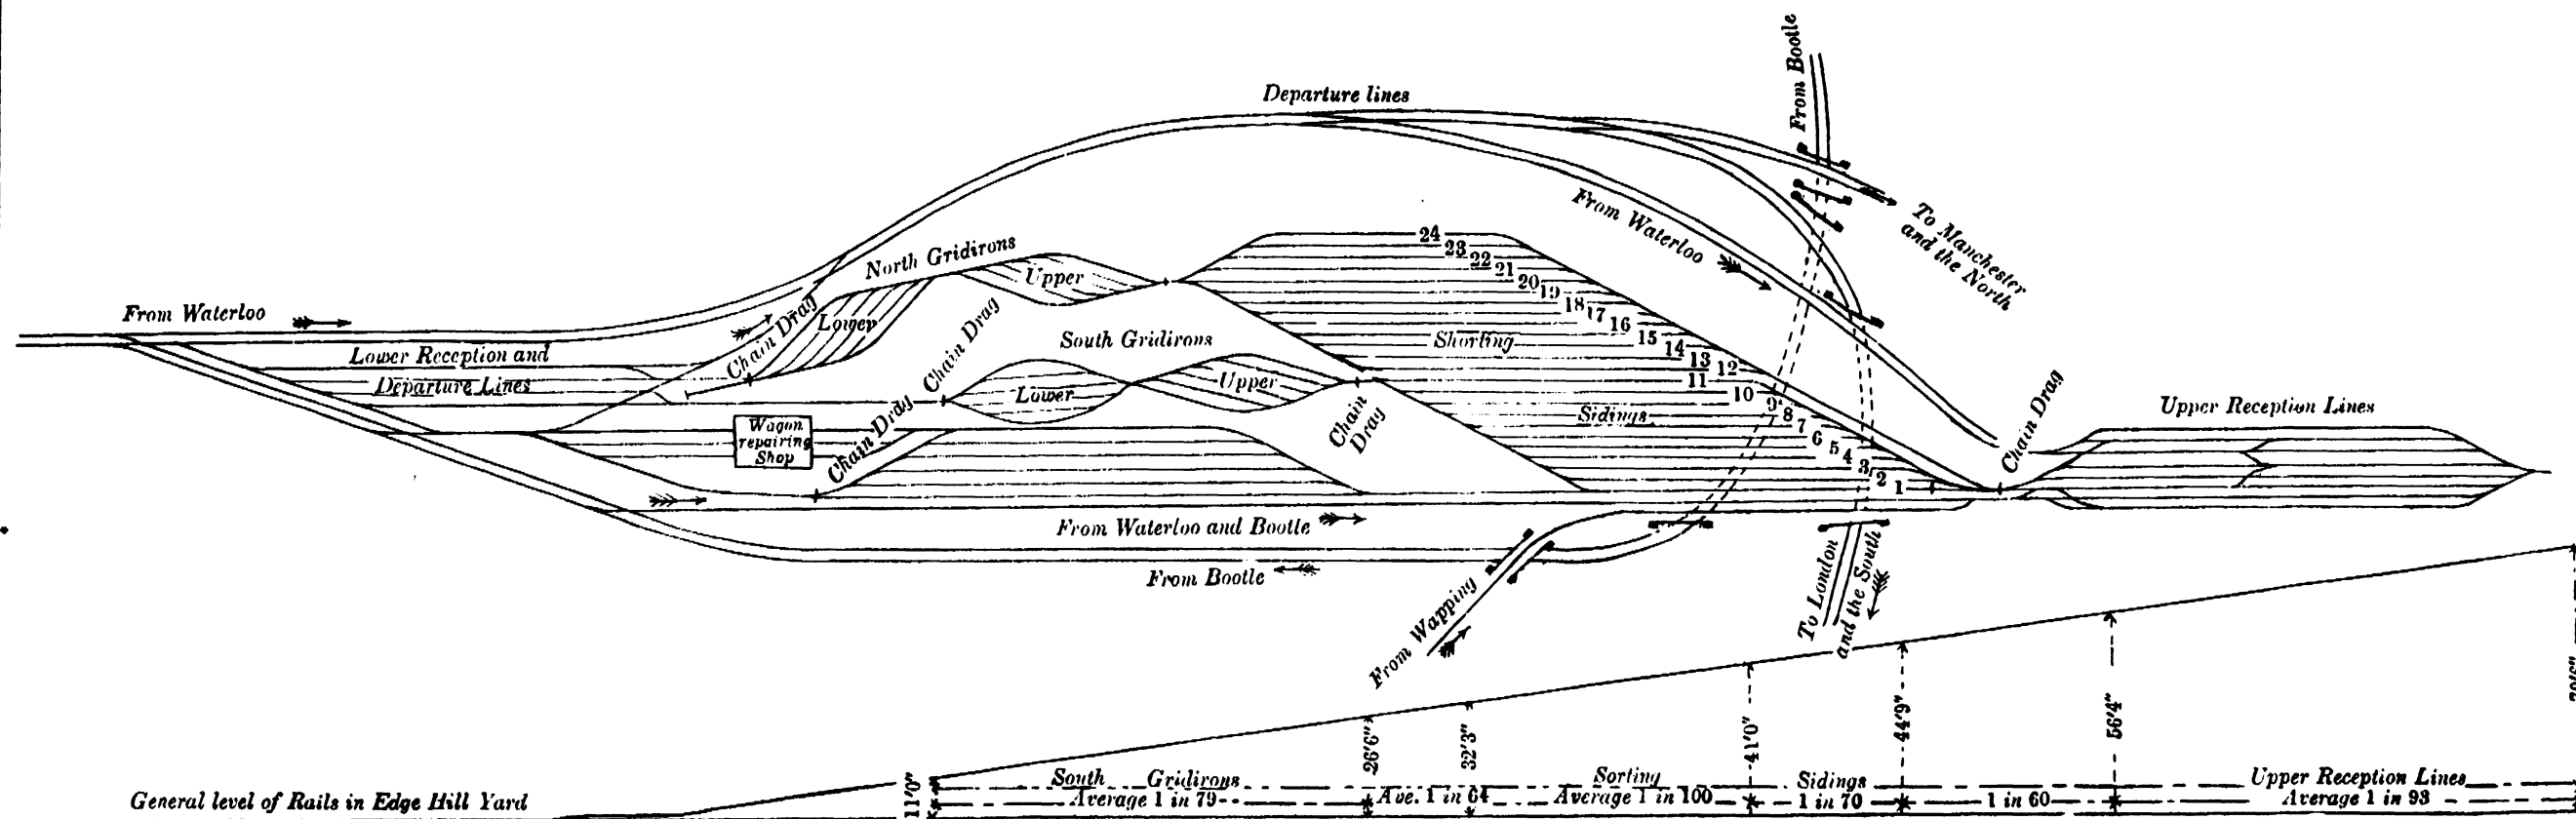 Departure lines
From Bootle
To Manchester
and the North
From Waterloo
North Gridirons
Upper
Lower
Chain Drag
From Waterloo
Lower Reception and
Departure Lines
Chain Drag
South Gridirons
Upper
Lower
Wagon
repairing
Shop
Chain Drag
Chain
Drag
24
23
22
21
20
19
18
17
16
15
14
13
12
11
10
9
8
7
6
5
4
3
2
1
Shorting
Sidings
Chain Drag
Upper Reception Lines
From Waterloo and Bootle
From Bootle
From Wapping
To London
and the South
General level of Rails in Edge Hill Yard
11'0"
26'6"
32'3"
41'0"
44'9"
56'4"
South Gridirons
Sorting Sidings
Upper Reception Lines
Average 1 in 79
Ave. 1 in 64
Average 1 in 100
1 in 70
1 in 60
Average 1 in 93